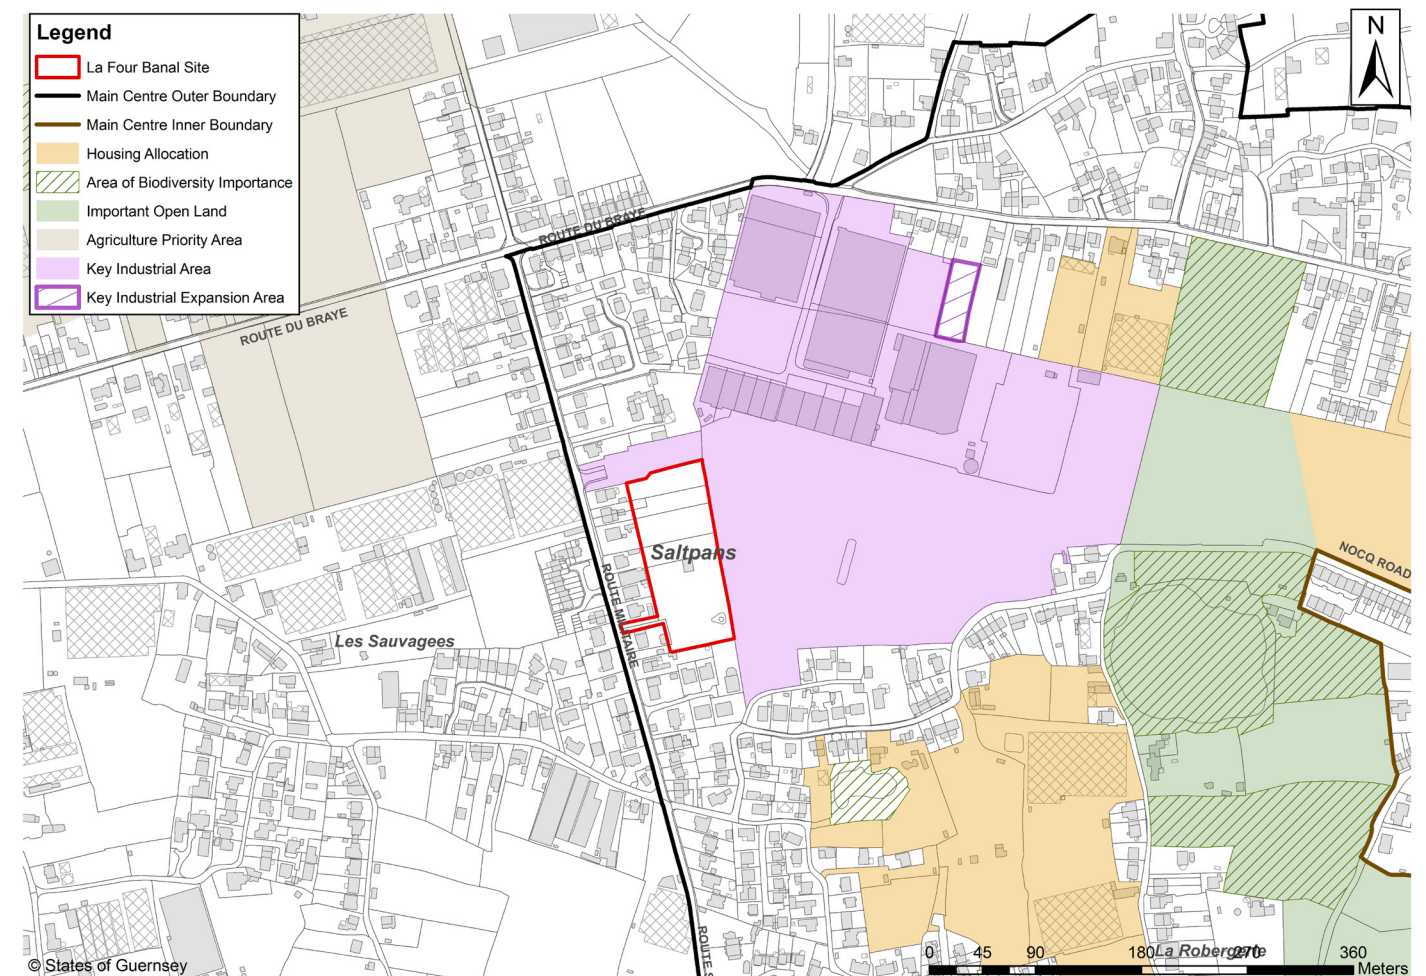 Legend
La Four Banal Site
Main Centre Outer Boundary
Main Centre Inner Boundary
Housing Allocation
Area of Biodiversity Importance
Important Open Land
Agriculture Priority Area
Key Industrial Area
Key Industrial Expansion Area
N
ROUTE DU BRAYE
ROUTE DU BRAYE
Saltpans
NOCQ ROAD
ROUTE MILITAIRE
Les Sauvagees
ROUTE S
La Robergerie
0 45 90 180 270 360
Meters
© States of Guernsey